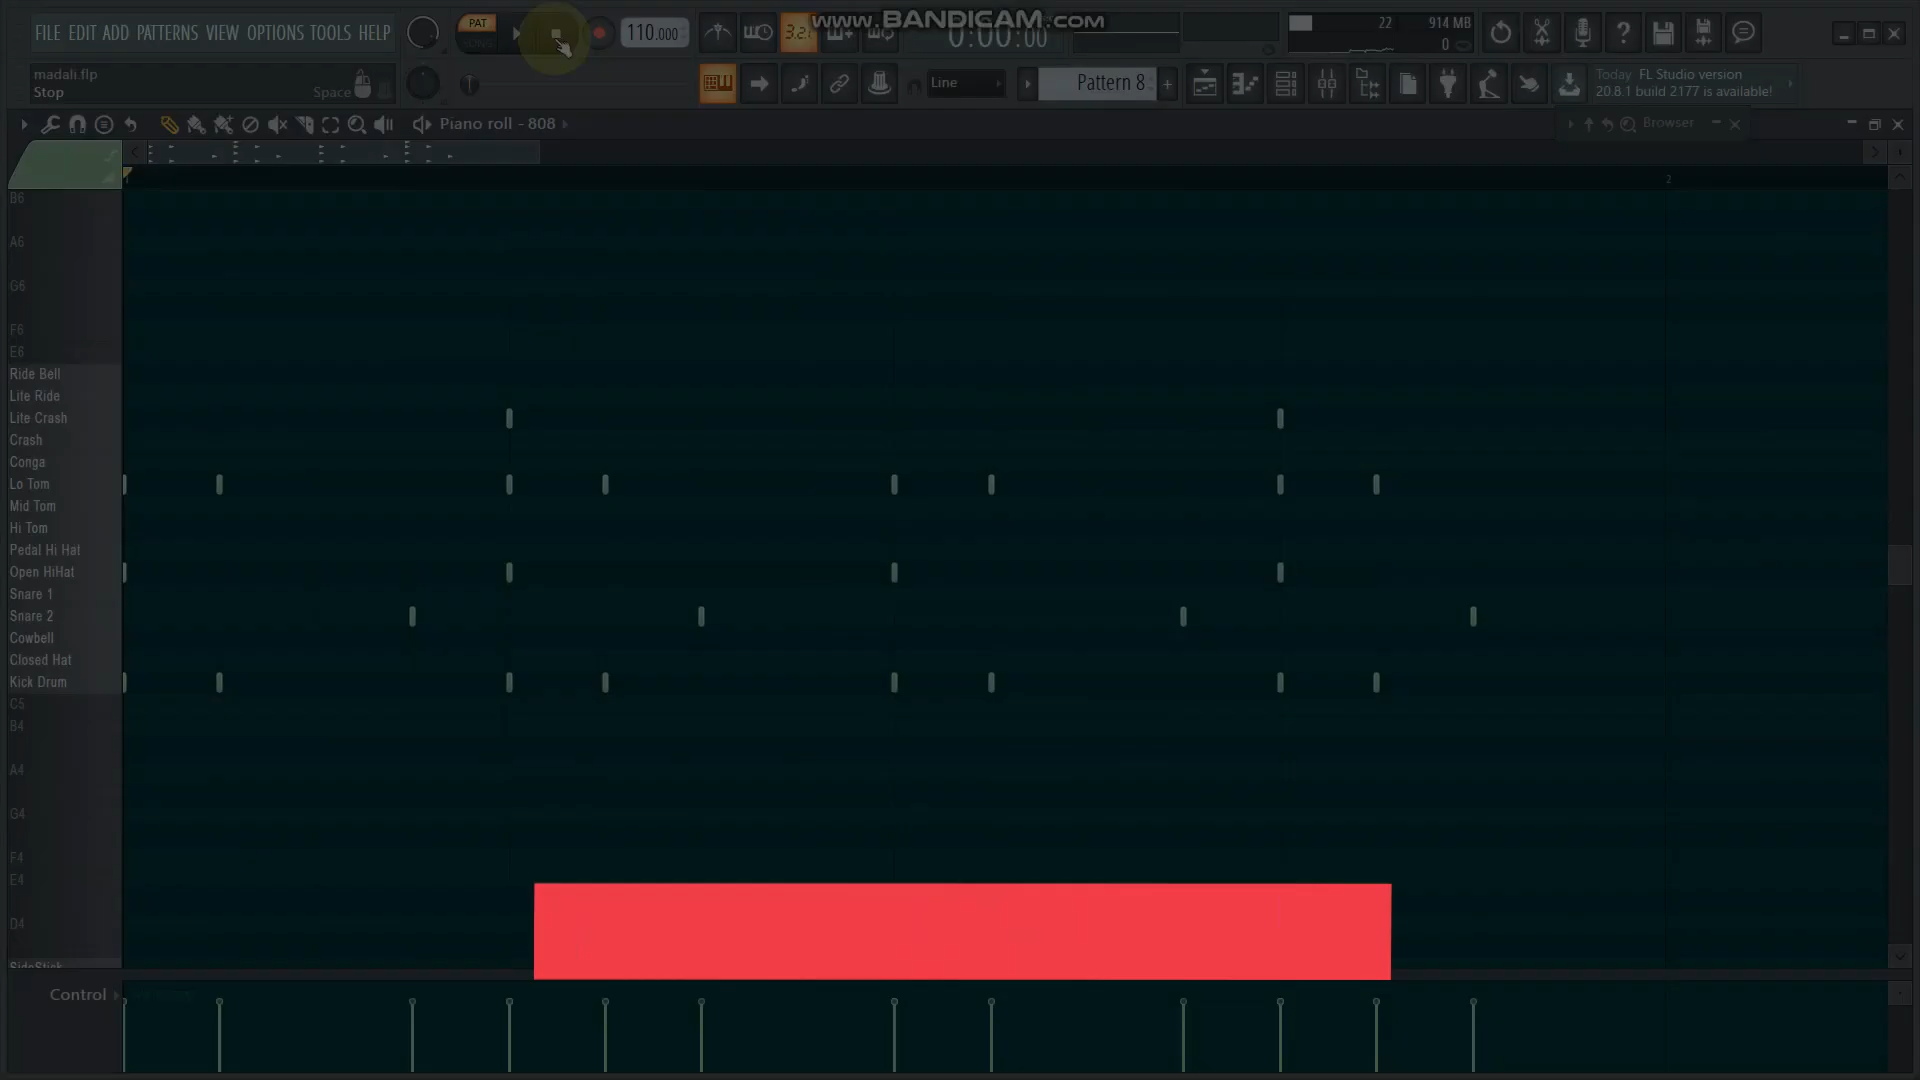 www.BANDICAM.com
FILE EDIT ADD PATTERNS VIEW OPTIONS TOOLS HELP
PAT
110.000
3.2.
0:00:00
22
914 MB
0
madali.flp
Stop
Space
Line
Pattern 8
Today FL Studio version
20.8.1 build 2177 is available!
Piano roll - 808
Browser
2
B6
A6
G6
F6
E6
Ride Bell
Lite Ride
Lite Crash
Crash
Conga
Lo Tom
Mid Tom
Hi Tom
Pedal Hi Hat
Open HiHat
Snare 1
Snare 2
Cowbell
Closed Hat
Kick Drum
C5
B4
A4
G4
F4
E4
D4
SideStick
Control